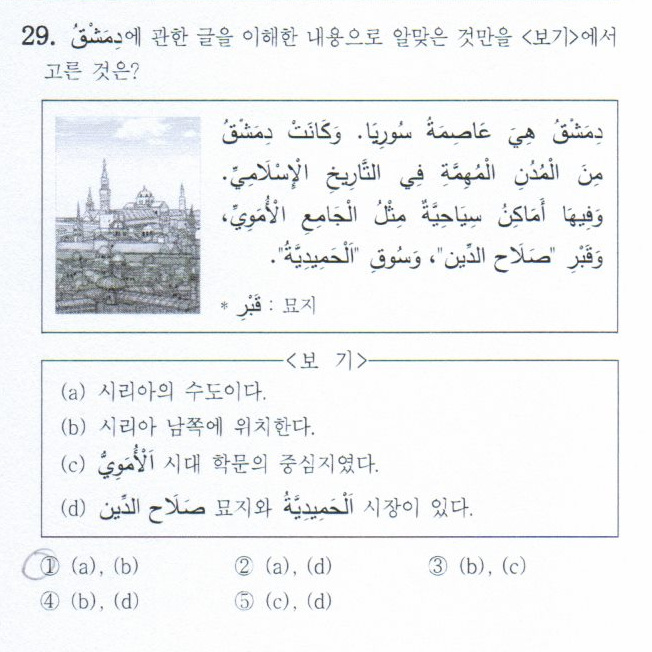 29. دِمَشْقُ에 관한 글을 이해한 내용으로 알맞은 것만을 <보기>에서
고른 것은?
دِمَشْقُ هِيَ عَاصِمَةُ سُورِيَا. وَكَانَتْ دِمَشْقُ
مِنَ الْمُدُنِ الْمُهِمَّةِ فِي التَّارِيخِ الْإِسْلَامِيِّ.
وَفِيهَا أَمَاكِنُ سِيَاحِيَّةٌ مِثْلُ الْجَامِعِ الْأُمَوِيِّ،
وَقَبْرِ "صَلَاح الدِّين"، وَسُوقِ "اَلْحَمِيدِيَّةُ".
* قَبْرِ : 묘지
<보 기>
(a) 시리아의 수도이다.
(b) 시리아 남쪽에 위치한다.
(c) اَلْأُمَوِيُّ 시대 학문의 중심지였다.
(d) صَلَاح الدِّين 묘지와 اَلْحَمِيدِيَّةُ 시장이 있다.
① (a), (b) ② (a), (d) ③ (b), (c)
④ (b), (d) ⑤ (c), (d)